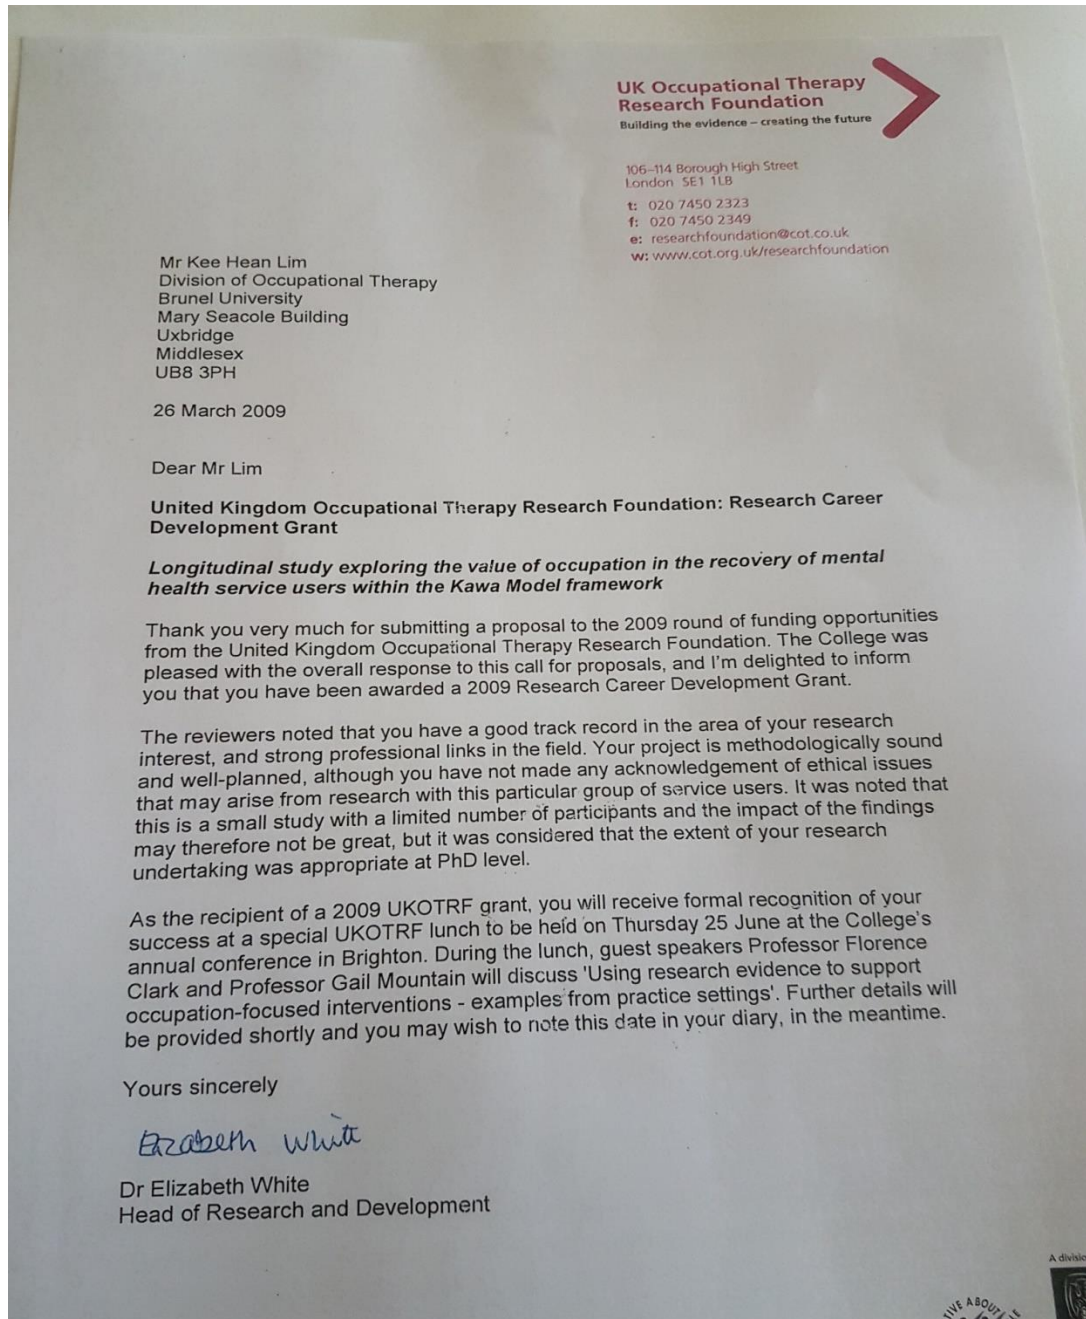 UK Occupational Therapy
Research Foundation
Building the evidence – creating the future
106–114 Borough High Street
London SE1 1LB
t: 020 7450 2323
f: 020 7450 2349
e: researchfoundation@cot.co.uk
w: www.cot.org.uk/researchfoundation
Mr Kee Hean Lim
Division of Occupational Therapy
Brunel University
Mary Seacole Building
Uxbridge
Middlesex
UB8 3PH
26 March 2009
Dear Mr Lim
United Kingdom Occupational Therapy Research Foundation: Research Career
Development Grant
Longitudinal study exploring the value of occupation in the recovery of mental
health service users within the Kawa Model framework
Thank you very much for submitting a proposal to the 2009 round of funding opportunities
from the United Kingdom Occupational Therapy Research Foundation. The College was
pleased with the overall response to this call for proposals, and I'm delighted to inform
you that you have been awarded a 2009 Research Career Development Grant.
The reviewers noted that you have a good track record in the area of your research
interest, and strong professional links in the field. Your project is methodologically sound
and well-planned, although you have not made any acknowledgement of ethical issues
that may arise from research with this particular group of service users. It was noted that
this is a small study with a limited number of participants and the impact of the findings
may therefore not be great, but it was considered that the extent of your research
undertaking was appropriate at PhD level.
As the recipient of a 2009 UKOTRF grant, you will receive formal recognition of your
success at a special UKOTRF lunch to be held on Thursday 25 June at the College's
annual conference in Brighton. During the lunch, guest speakers Professor Florence
Clark and Professor Gail Mountain will discuss 'Using research evidence to support
occupation-focused interventions - examples from practice settings'. Further details will
be provided shortly and you may wish to note this date in your diary, in the meantime.
Yours sincerely
Elizabeth White
Dr Elizabeth White
Head of Research and Development
A divisio
TIVE ABOUT